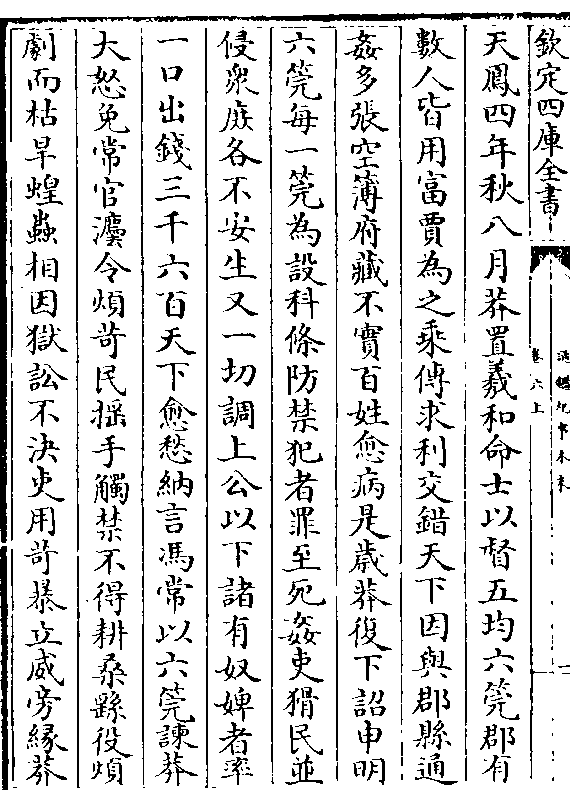 欽定四庫全書
通鑑紀事本末
卷六上
天鳳四年秋八月莽置羲和命士以督五均六筦郡有
數人皆用富賈為之乘傳求利交錯天下因與郡縣通
姦多張空簿府藏不實百姓愈病是歲莽復下詔申明
六筦每一筦為設科條防禁犯者罪至死姦吏猾民並
侵衆庶各不安生又一切調上公以下諸有奴婢者率
一口出錢三千六百天下愈愁納言馮常以六筦諫莽
大怒免常官灋令煩苛民揺手觸禁不得耕桑繇役煩
劇而枯旱蝗蟲相因獄訟不決吏用苛暴立威旁緣莽